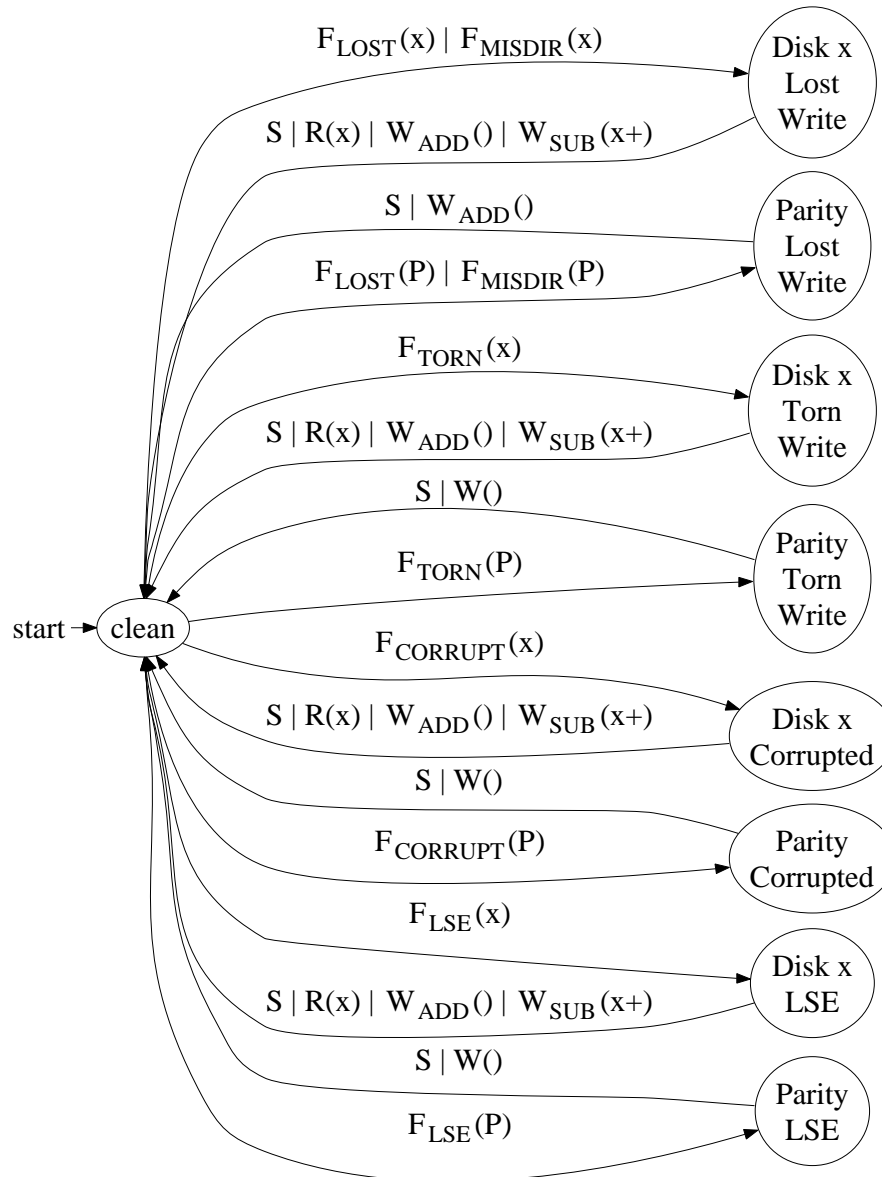 F_LOST(x) | F_MISDIR(x)
Disk x
Lost
Write
S | R(x) | W_ADD() | W_SUB(x+)
S | W_ADD()
Parity
Lost
Write
F_LOST(P) | F_MISDIR(P)
F_TORN(x)
Disk x
Torn
Write
S | R(x) | W_ADD() | W_SUB(x+)
S | W()
Parity
Torn
Write
F_TORN(P)
start
clean
F_CORRUPT(x)
S | R(x) | W_ADD() | W_SUB(x+)
Disk x
Corrupted
S | W()
F_CORRUPT(P)
Parity
Corrupted
F_LSE(x)
Disk x
LSE
S | R(x) | W_ADD() | W_SUB(x+)
S | W()
Parity
LSE
F_LSE(P)